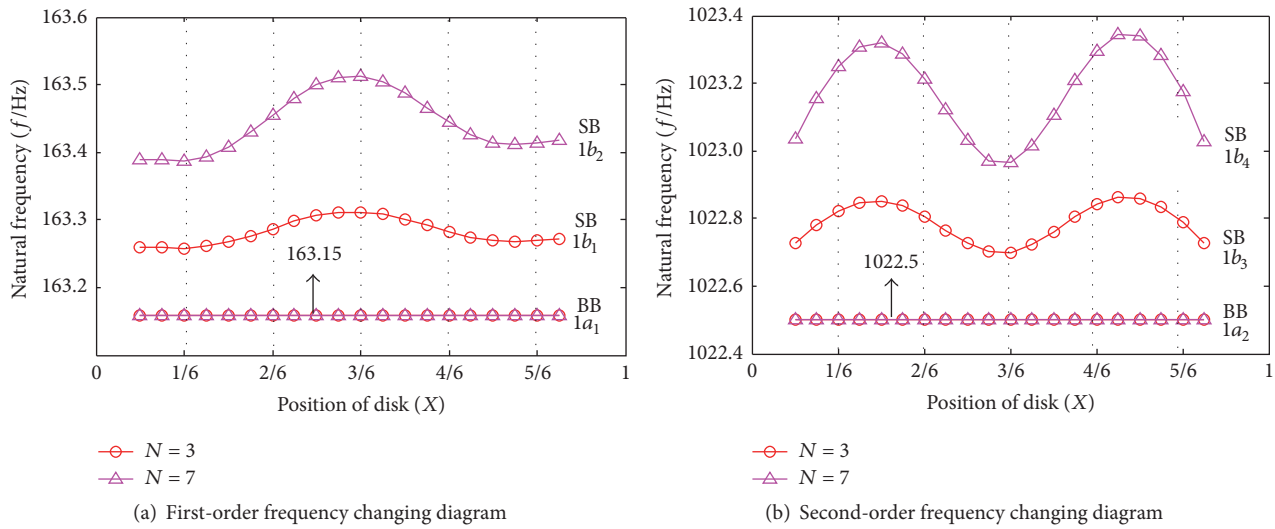 163.6
163.5
163.4
163.3
163.2
Natural frequency (f/Hz)
163.15
SB
1b₂
SB
1b₁
BB
1a₁
0
1/6
2/6
3/6
4/6
5/6
1
Position of disk (X)
N = 3
N = 7
(a) First-order frequency changing diagram
1023.4
1023.2
1023.0
1022.8
1022.6
1022.4
Natural frequency (f/Hz)
1022.5
SB
1b₄
SB
1b₃
BB
1a₂
0
1/6
2/6
3/6
4/6
5/6
1
Position of disk (X)
N = 3
N = 7
(b) Second-order frequency changing diagram